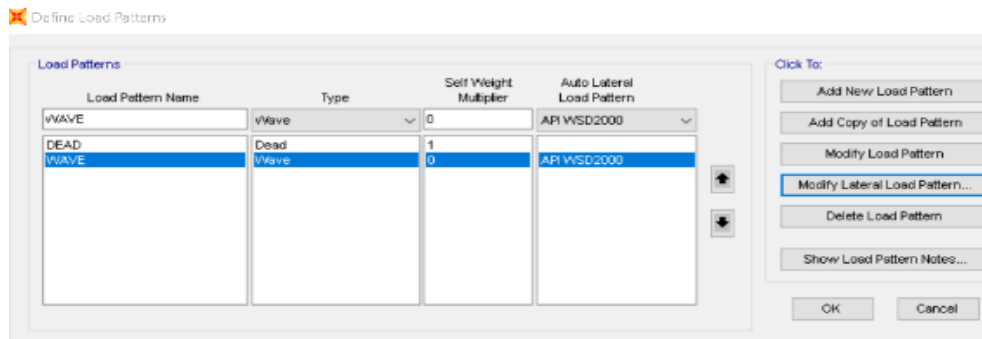 Define Load Patterns
Load Patterns
Click To:
Load Pattern Name Type Self Weight Multiplier Auto Lateral Load Pattern
WAVE Wave 0 API WSD2000
DEAD Dead 1
WAVE Wave 0 API WSD2000
Add New Load Pattern
Add Copy of Load Pattern
Modify Load Pattern
Modify Lateral Load Pattern...
Delete Load Pattern
Show Load Pattern Notes...
OK Cancel